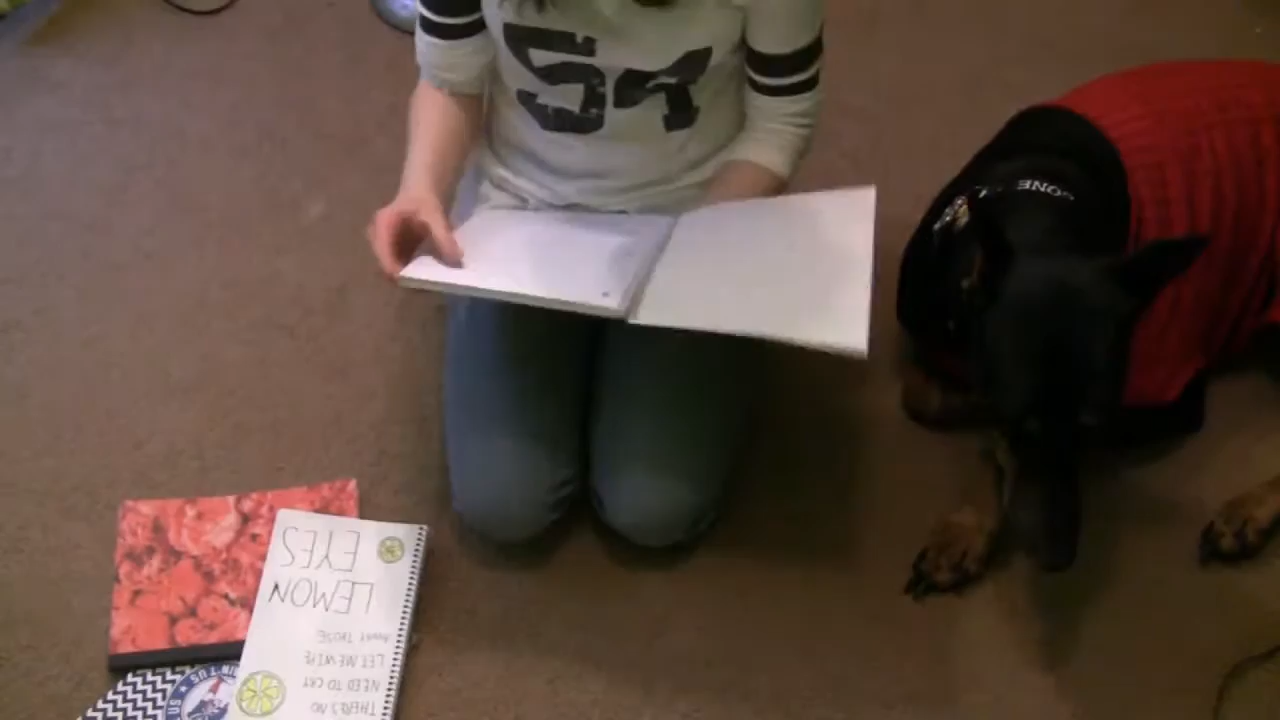 54
THERE'S NO
NEED TO CRY
LET ME WIPE
AWAY THOSE
LEMON
EYES